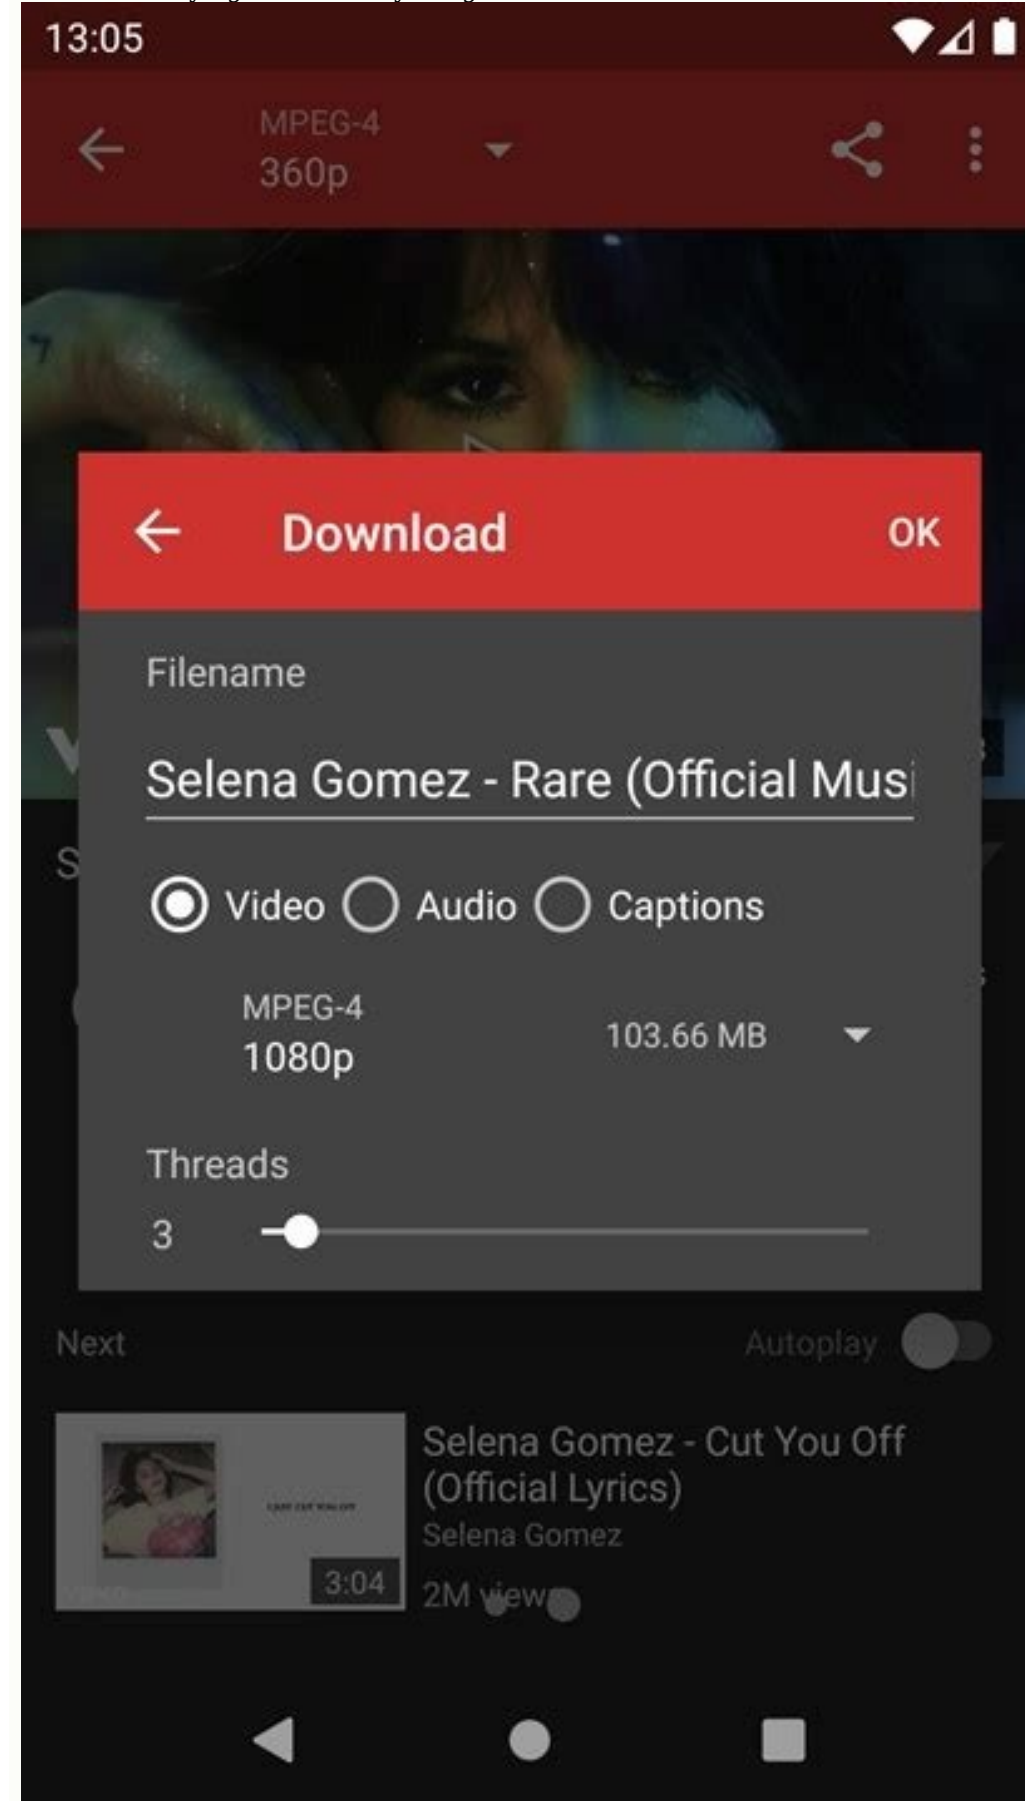 13:05
MPEG-4
360p
Download
OK
Filename
Selena Gomez - Rare (Official Musi
Video
Audio
Captions
MPEG-4
1080p
103.66 MB
Threads
3
Next
Autoplay
Selena Gomez - Cut You Off
(Official Lyrics)
Selena Gomez
3:04
2M views